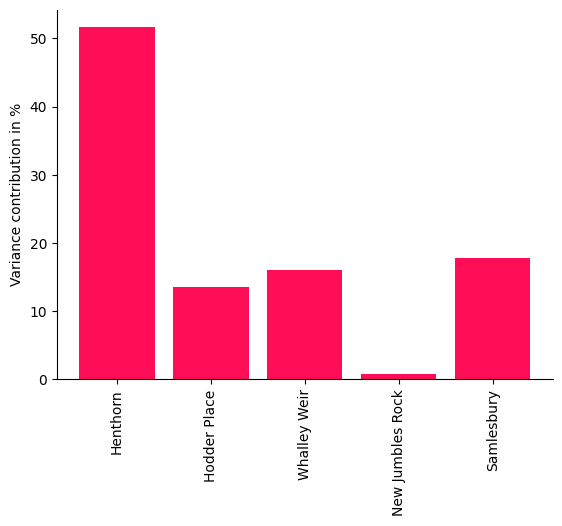 Variance contribution in %
50
40
30
20
10
0
Henthorn
Hodder Place
Whalley Weir
New Jumbles Rock
Samlesbury